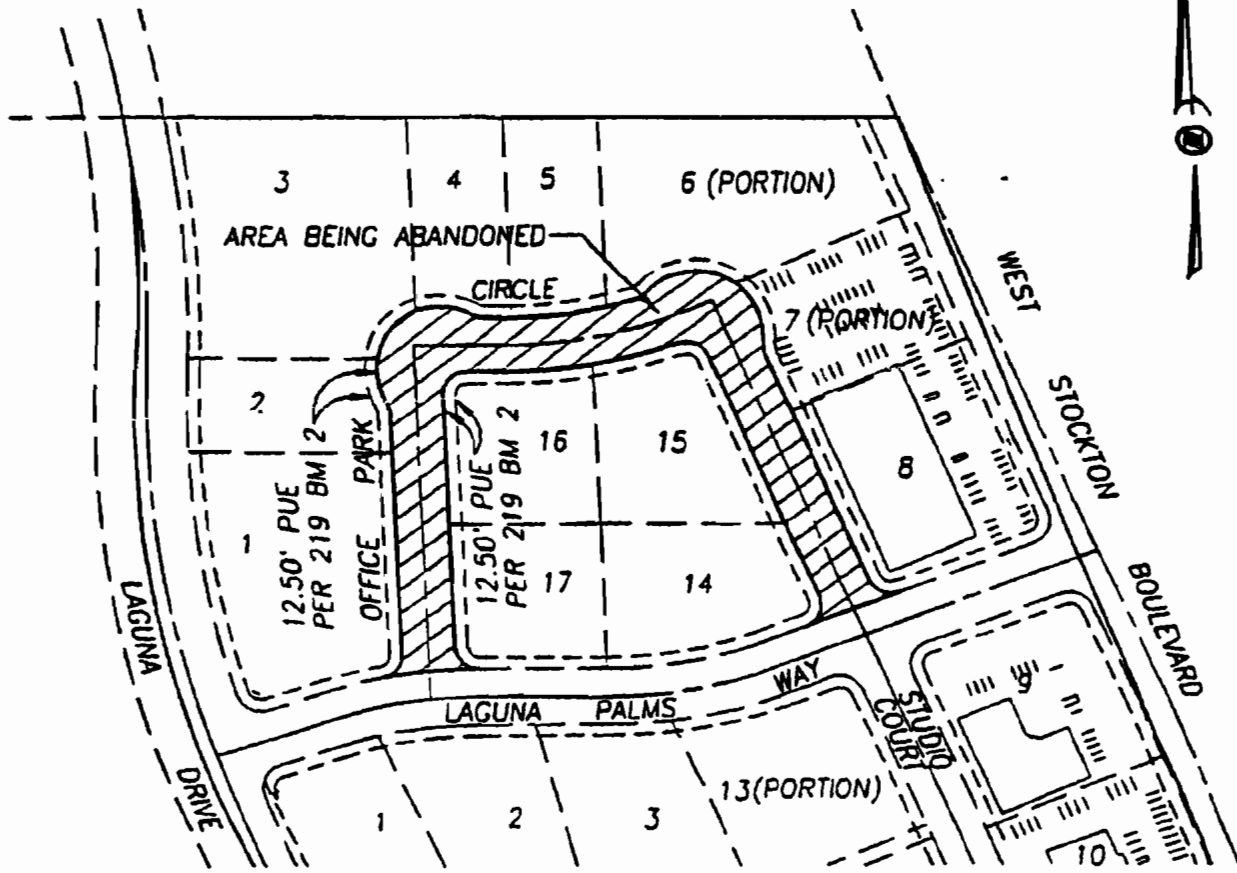 3
4
5
6 (PORTION)
AREA BEING ABANDONED
CIRCLE
WEST
7 (PORTION)
2
12.50' PUE
PER 219 BM 2
OFFICE PARK
12.50' PUE
PER 219 BM 2
16
15
8
STOCKTON
1
17
14
LAGUNA
BOULEVARD
WAY
LAGUNA PALMS
STUDIO
COURT
9
DRIVE
13(PORTION)
1
2
3
10